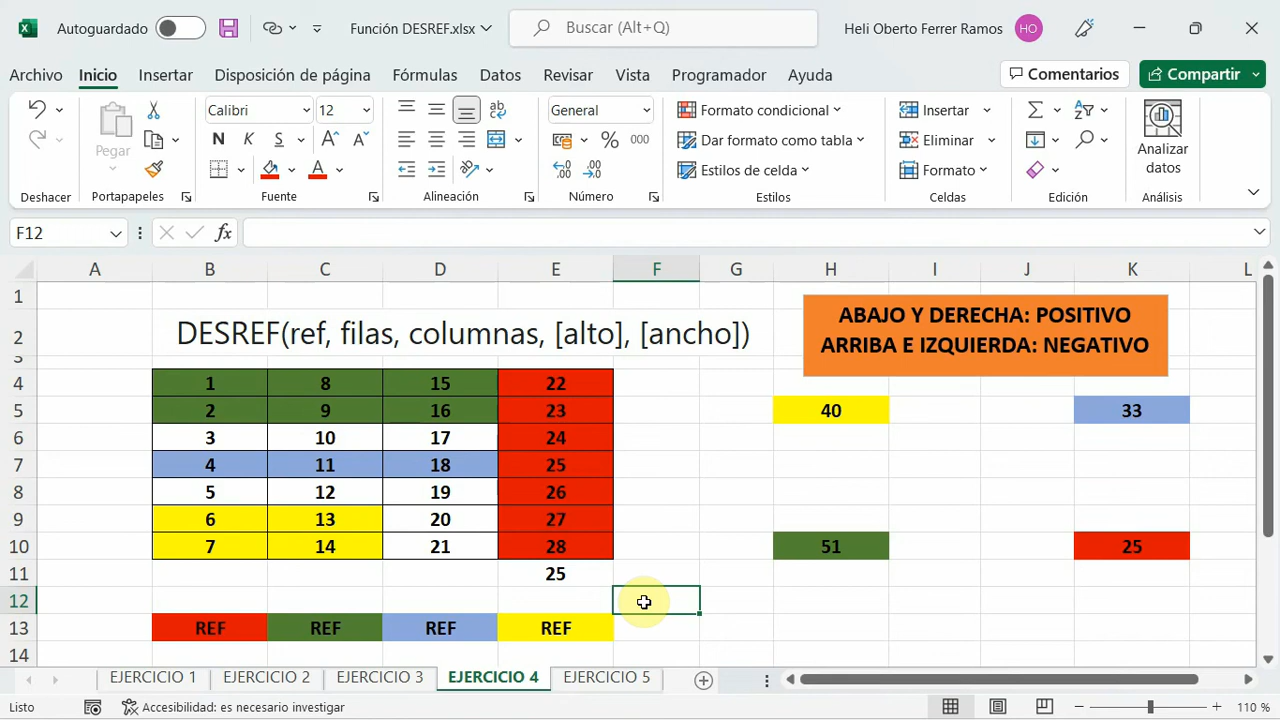 Autoguardado Función DESREF.xlsx Buscar (Alt+Q) Heli Oberto Ferrer Ramos HO
Archivo Inicio Insertar Disposición de página Fórmulas Datos Revisar Vista Programador Ayuda Comentarios Compartir
Pegar Calibri 12 General Formato condicional Insertar
N K S Dar formato como tabla Eliminar Analizar datos
Estilos de celda Formato
Deshacer Portapapeles Fuente Alineación Número Estilos Celdas Edición Análisis
F12 fx
A B C D E F G H I J K L
1
2 DESREF(ref, filas, columnas, [alto], [ancho])
ABAJO Y DERECHA: POSITIVO
ARRIBA E IZQUIERDA: NEGATIVO
3
4 1 8 15 22
5 2 9 16 23 40 33
6 3 10 17 24
7 4 11 18 25
8 5 12 19 26
9 6 13 20 27
10 7 14 21 28 51 25
11 25
12
13 REF REF REF REF
14
EJERCICIO 1 EJERCICIO 2 EJERCICIO 3 EJERCICIO 4 EJERCICIO 5
Listo Accesibilidad: es necesario investigar 110 %